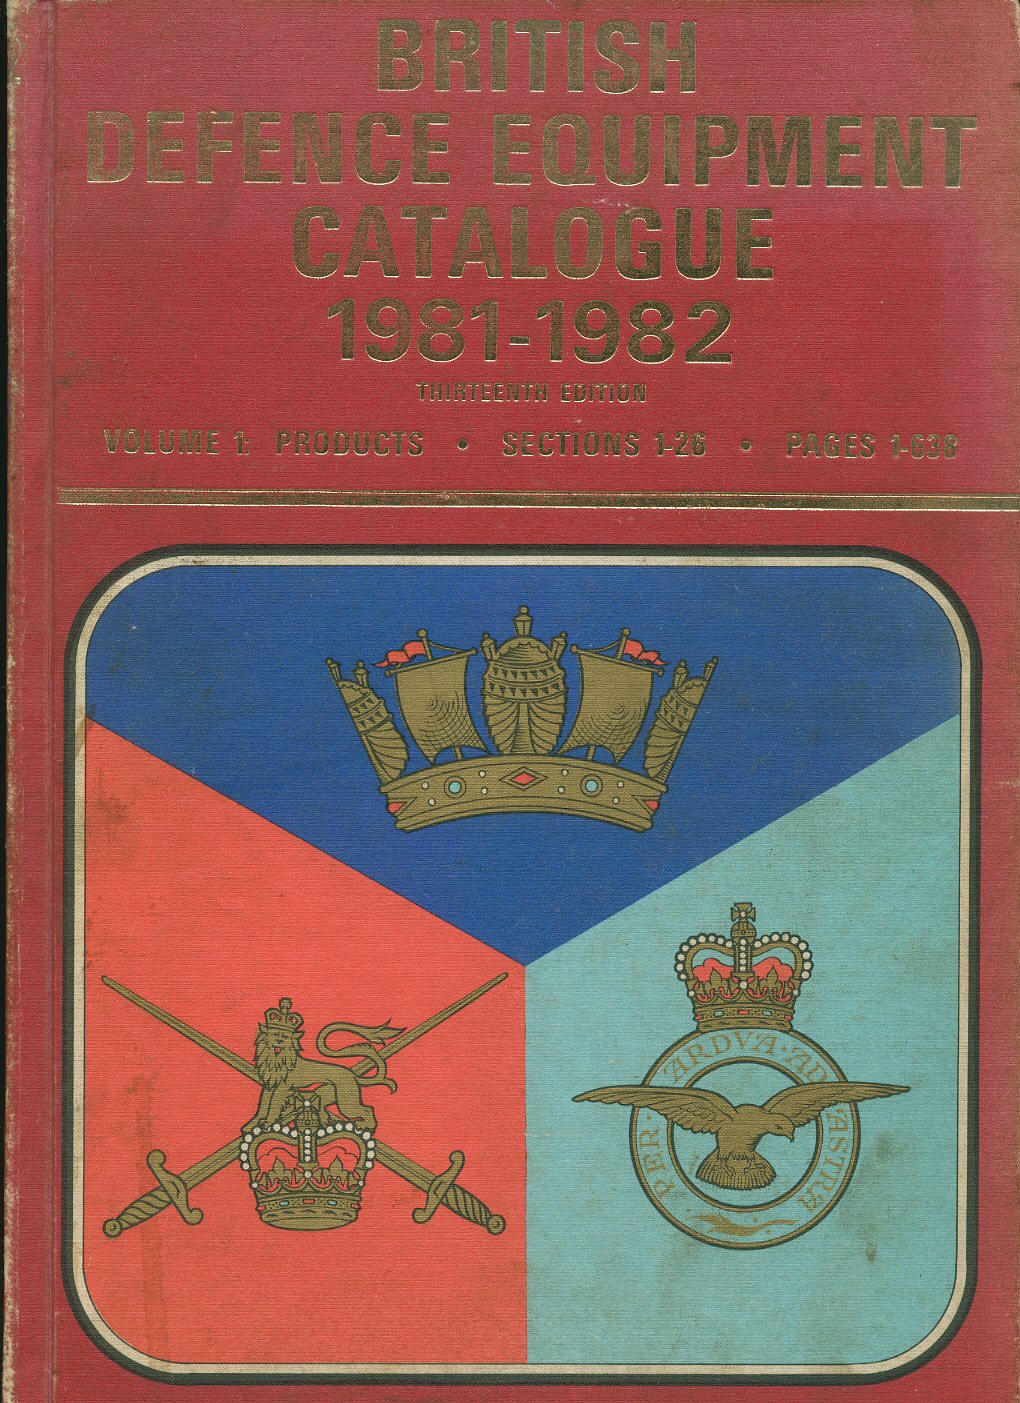 BRITISH
DEFENCE EQUIPMENT
CATALOGUE
1981-1982
THIRTEENTH EDITION
VOLUME 1: PRODUCTS • SECTIONS 1-26 • PAGES 1-638
PER · ARDVA · AD ASTRA